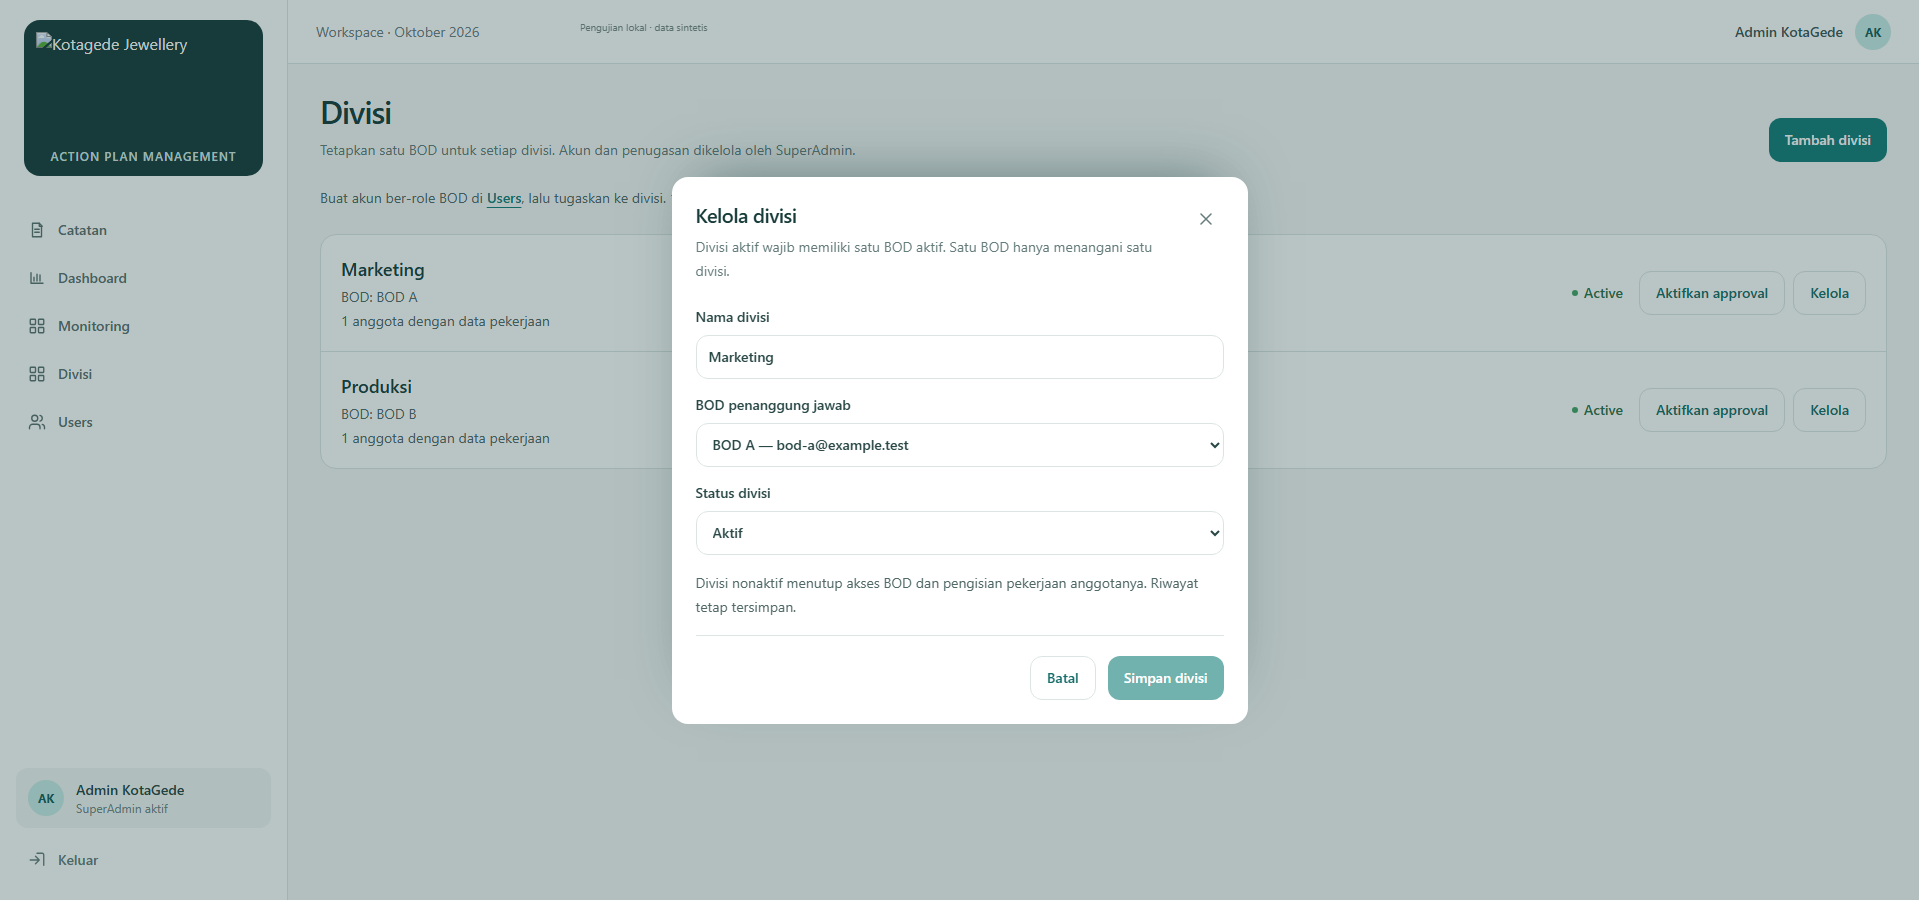 Kotagede Jewellery
ACTION PLAN MANAGEMENT
Catatan
Dashboard
Monitoring
Divisi
Users
AK
Admin KotaGede
SuperAdmin aktif
Keluar
Workspace · Oktober 2026
Pengujian lokal · data sintetis
Admin KotaGede
AK
Divisi
Tetapkan satu BOD untuk setiap divisi. Akun dan penugasan dikelola oleh SuperAdmin.
Tambah divisi
Buat akun ber-role BOD di Users, lalu tugaskan ke divisi.
Marketing
BOD: BOD A
1 anggota dengan data pekerjaan
Active
Aktifkan approval
Kelola
Produksi
BOD: BOD B
1 anggota dengan data pekerjaan
Active
Aktifkan approval
Kelola
Kelola divisi
Divisi aktif wajib memiliki satu BOD aktif. Satu BOD hanya menangani satu
divisi.
Nama divisi
Marketing
BOD penanggung jawab
BOD A — bod-a@example.test
Status divisi
Aktif
Divisi nonaktif menutup akses BOD dan pengisian pekerjaan anggotanya. Riwayat
tetap tersimpan.
Batal
Simpan divisi